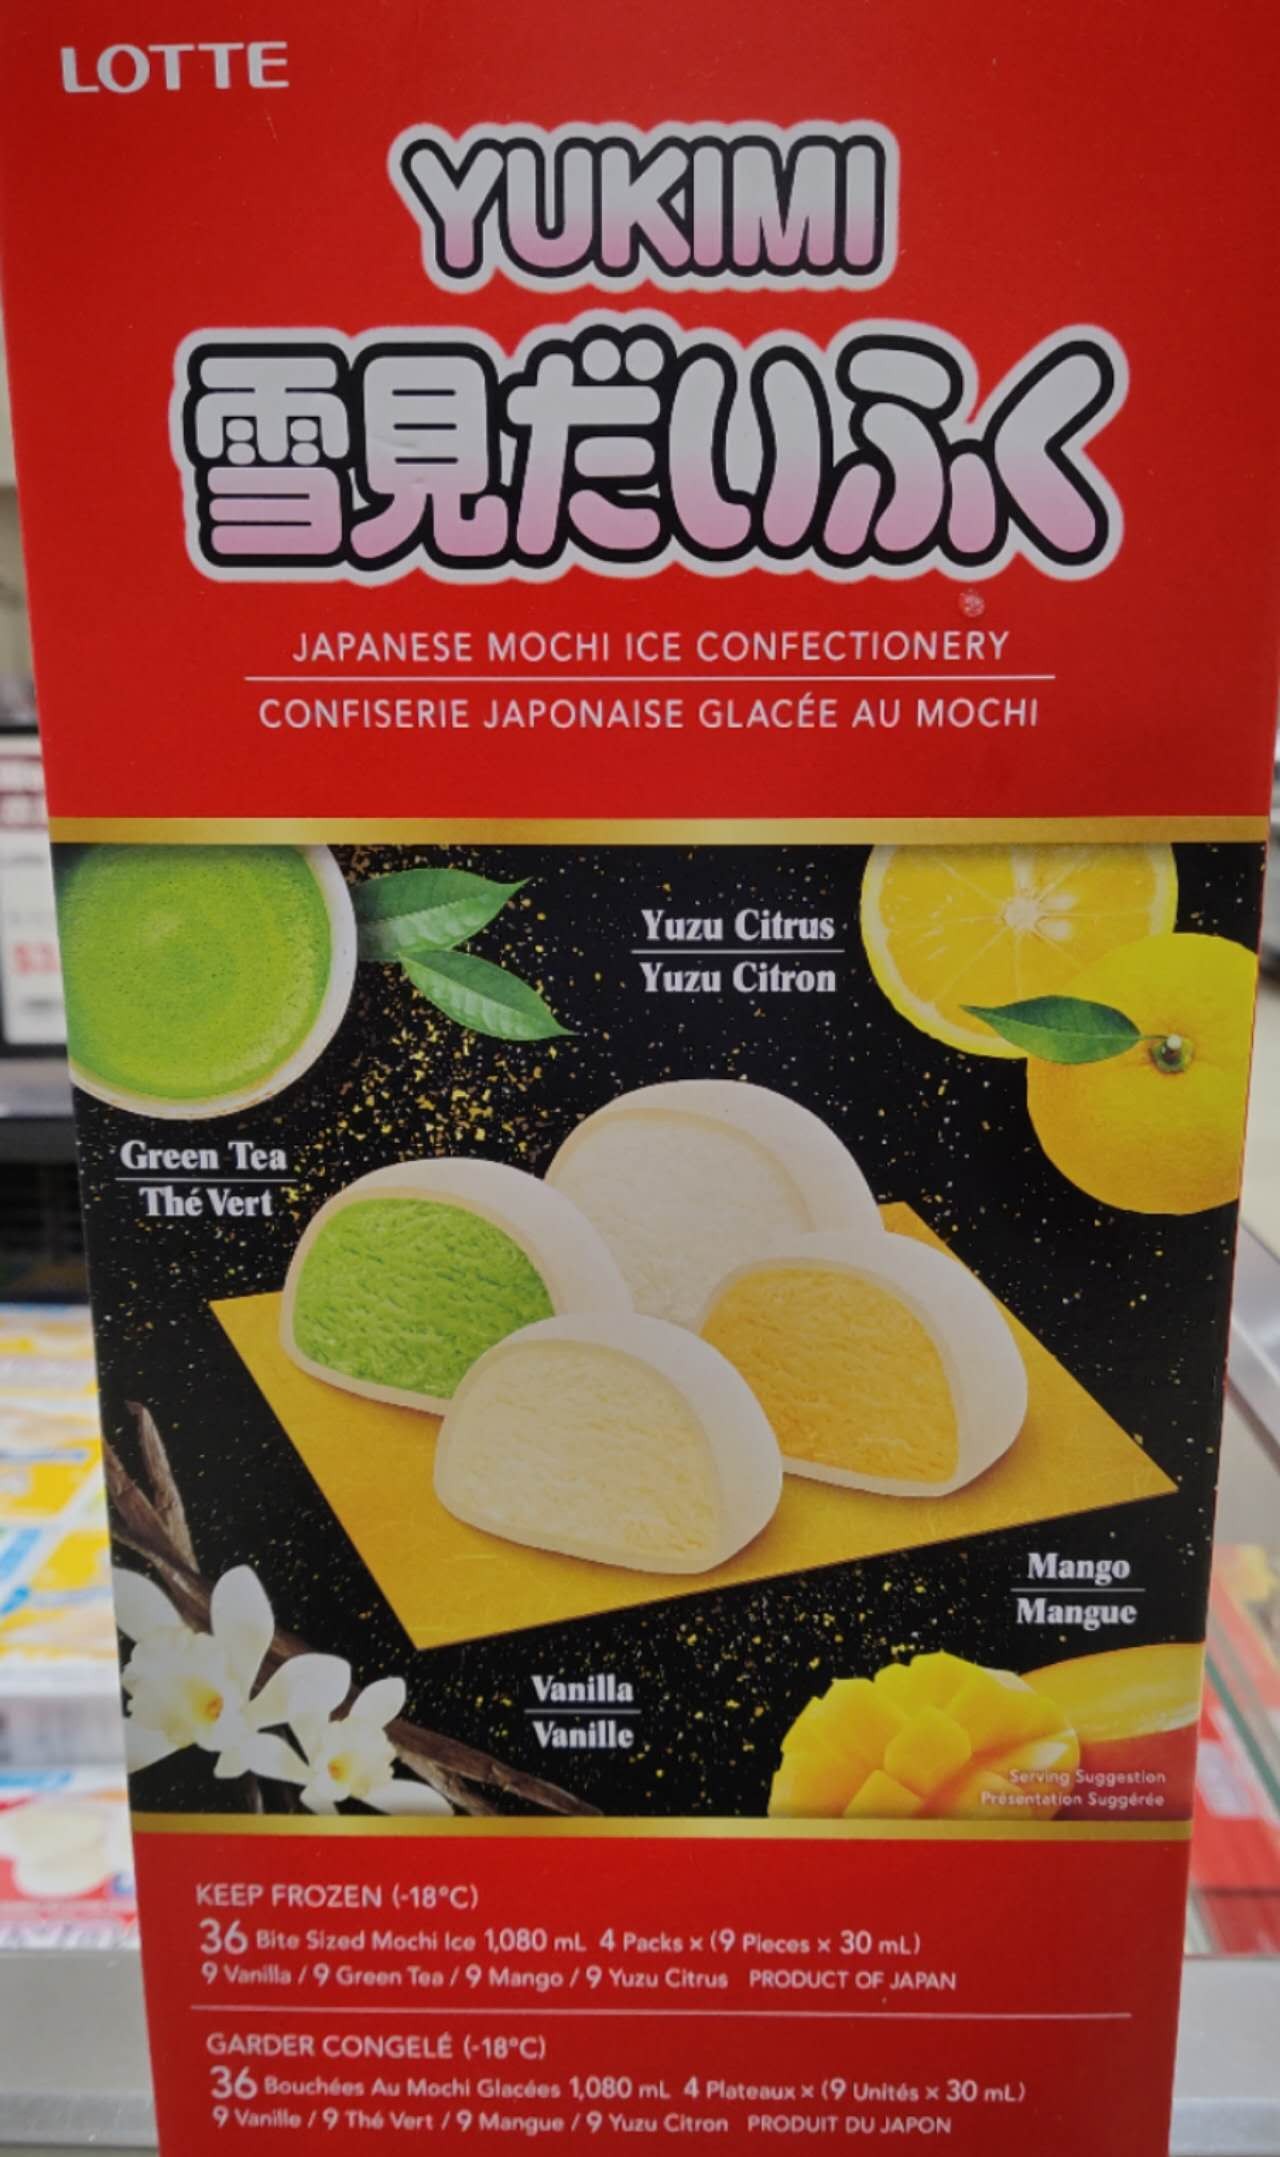 LOTTE
YUKIMI
雪見だいふく
JAPANESE MOCHI ICE CONFECTIONERY
CONFISERIE JAPONAISE GLACÉE AU MOCHI
Yuzu Citrus
Yuzu Citron
Green Tea
Thé Vert
Mango
Mangue
Vanilla
Vanille
Serving Suggestion
Présentation Suggérée
KEEP FROZEN (-18°C)
36 Bite Sized Mochi Ice 1,080 mL 4 Packs x (9 Pieces x 30 mL)
9 Vanilla / 9 Green Tea / 9 Mango / 9 Yuzu Citrus PRODUCT OF JAPAN
GARDER CONGELÉ (-18°C)
36 Bouchées Au Mochi Glacées 1,080 mL 4 Plateaux x (9 Unités x 30 mL)
9 Vanille / 9 Thé Vert / 9 Mangue / 9 Yuzu Citron PRODUIT DU JAPON